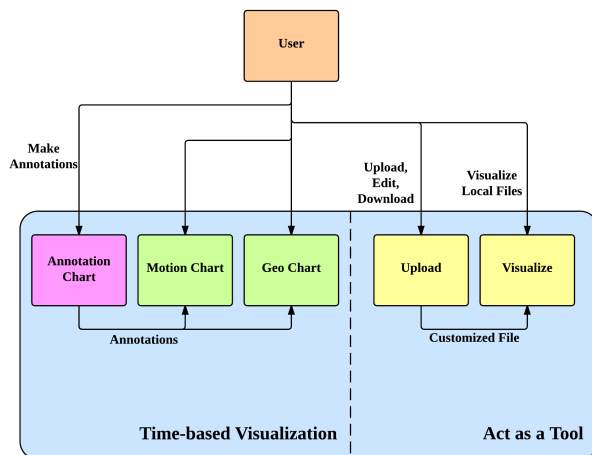 User
Make
Annotations
Upload,
Edit,
Download
Visualize
Local Files
Annotation
Chart
Motion Chart
Geo Chart
Upload
Visualize
Annotations
Customized File
Time-based Visualization
Act as a Tool